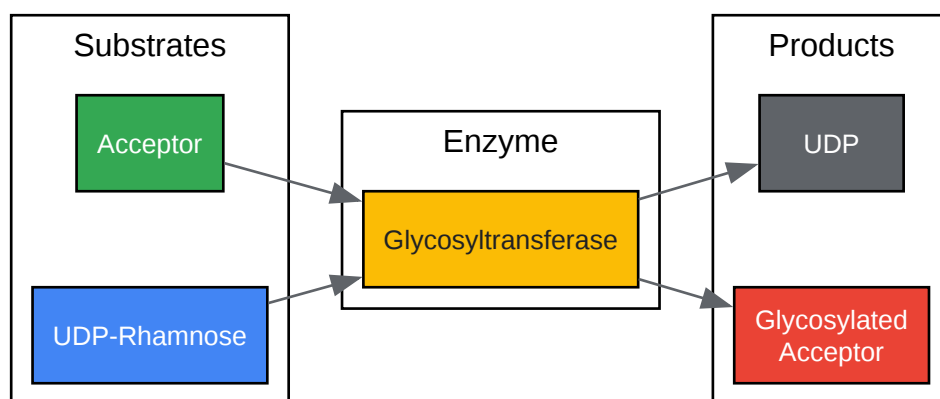 Substrates
Acceptor
UDP-Rhamnose
Enzyme
Glycosyltransferase
Products
UDP
Glycosylated
Acceptor